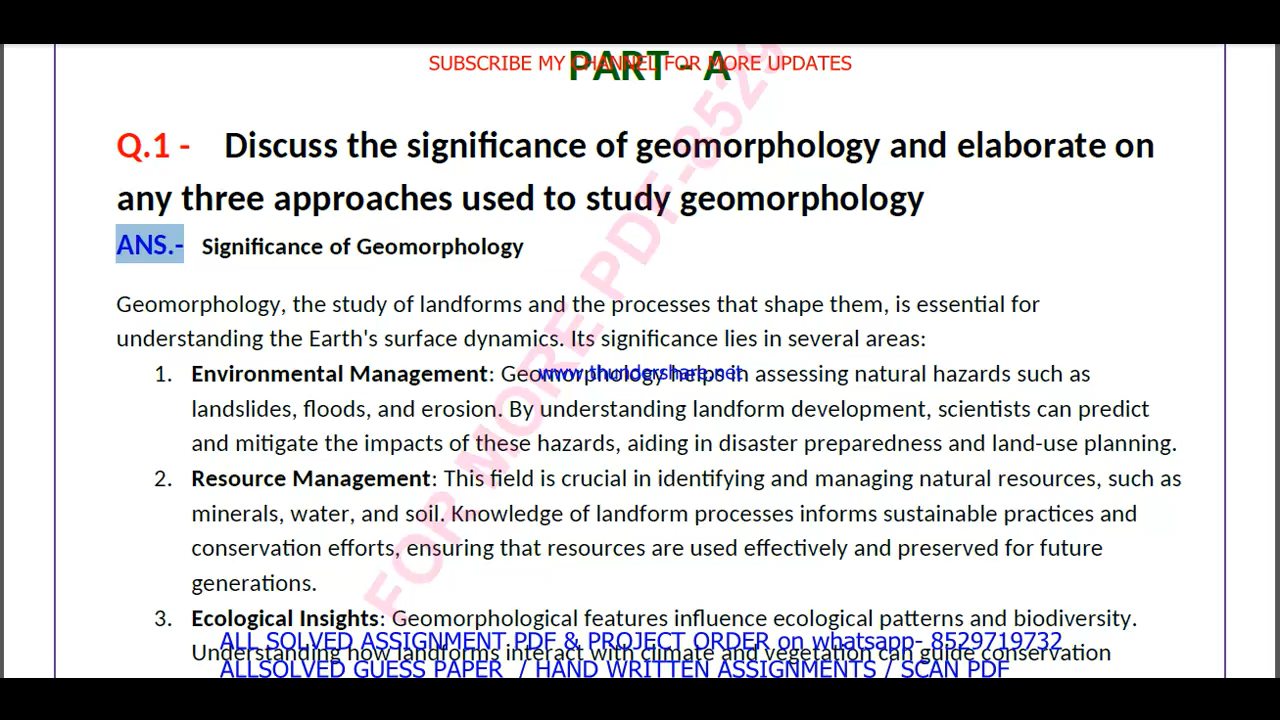 SUBSCRIBE MY CHANNEL FOR MORE UPDATES
PART - A
Q.1 - Discuss the significance of geomorphology and elaborate on
any three approaches used to study geomorphology
ANS.- Significance of Geomorphology
Geomorphology, the study of landforms and the processes that shape them, is essential for
understanding the Earth's surface dynamics. Its significance lies in several areas:
1. Environmental Management: Geomorphology helps in assessing natural hazards such as
www.thundershare.net
landslides, floods, and erosion. By understanding landform development, scientists can predict
and mitigate the impacts of these hazards, aiding in disaster preparedness and land-use planning.
2. Resource Management: This field is crucial in identifying and managing natural resources, such as
minerals, water, and soil. Knowledge of landform processes informs sustainable practices and
conservation efforts, ensuring that resources are used effectively and preserved for future
generations.
3. Ecological Insights: Geomorphological features influence ecological patterns and biodiversity.
ALL SOLVED ASSIGNMENT PDF & PROJECT ORDER on whatsapp- 8529719732
Understanding how landforms interact with climate and vegetation can guide conservation
ALLSOLVED GUESS PAPER / HAND WRITTEN ASSIGNMENTS / SCAN PDF
FOR MORE PDF-8529